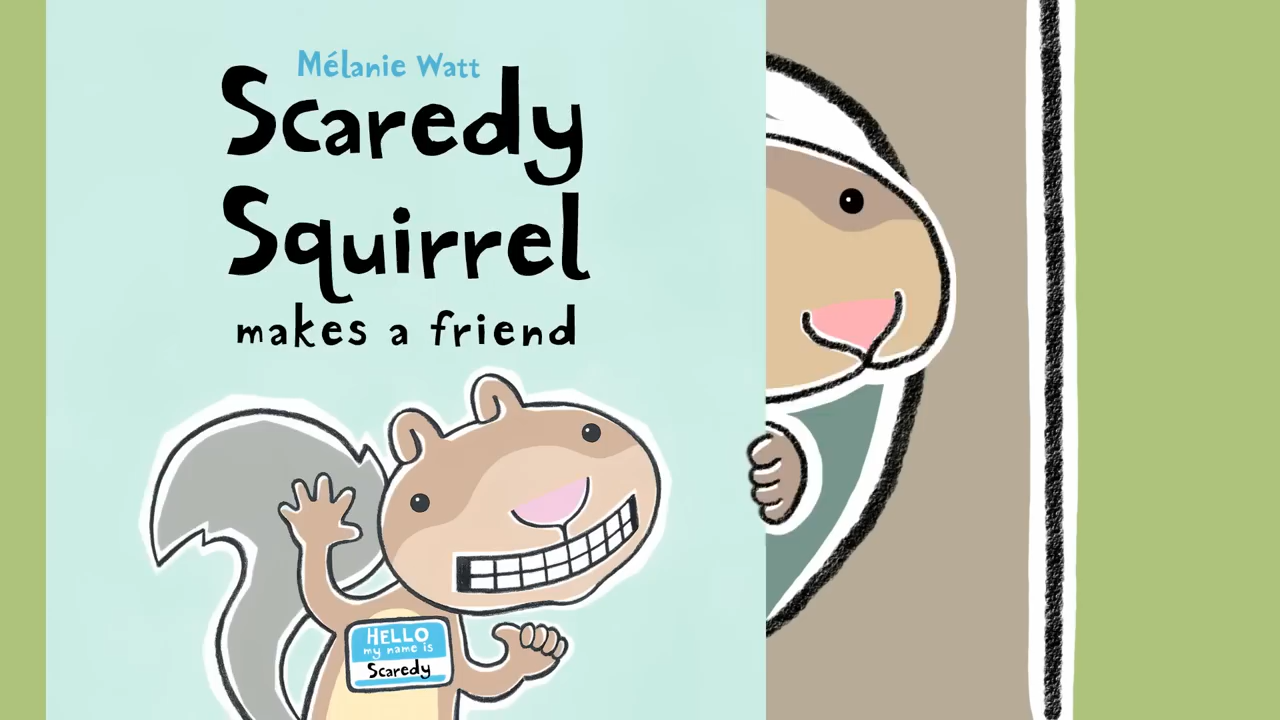 Mélanie Watt
Scaredy
Squirrel
makes a friend
HELLO
my name is
Scaredy